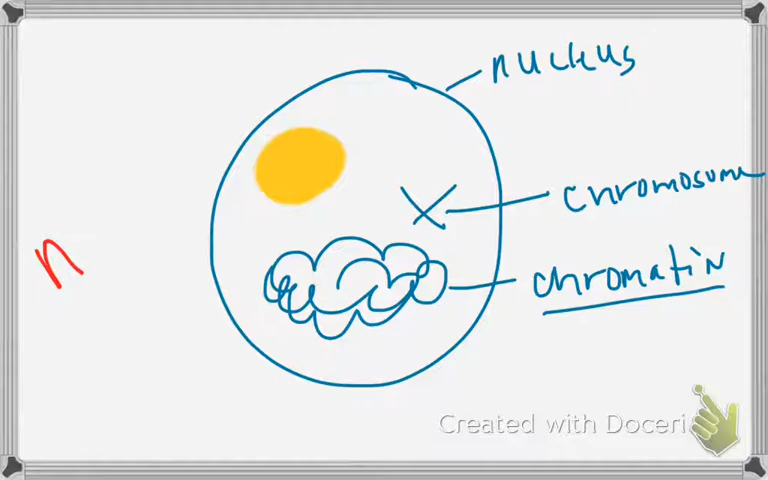 nucleus
chromosome
chromatin
n
Created with Doceri